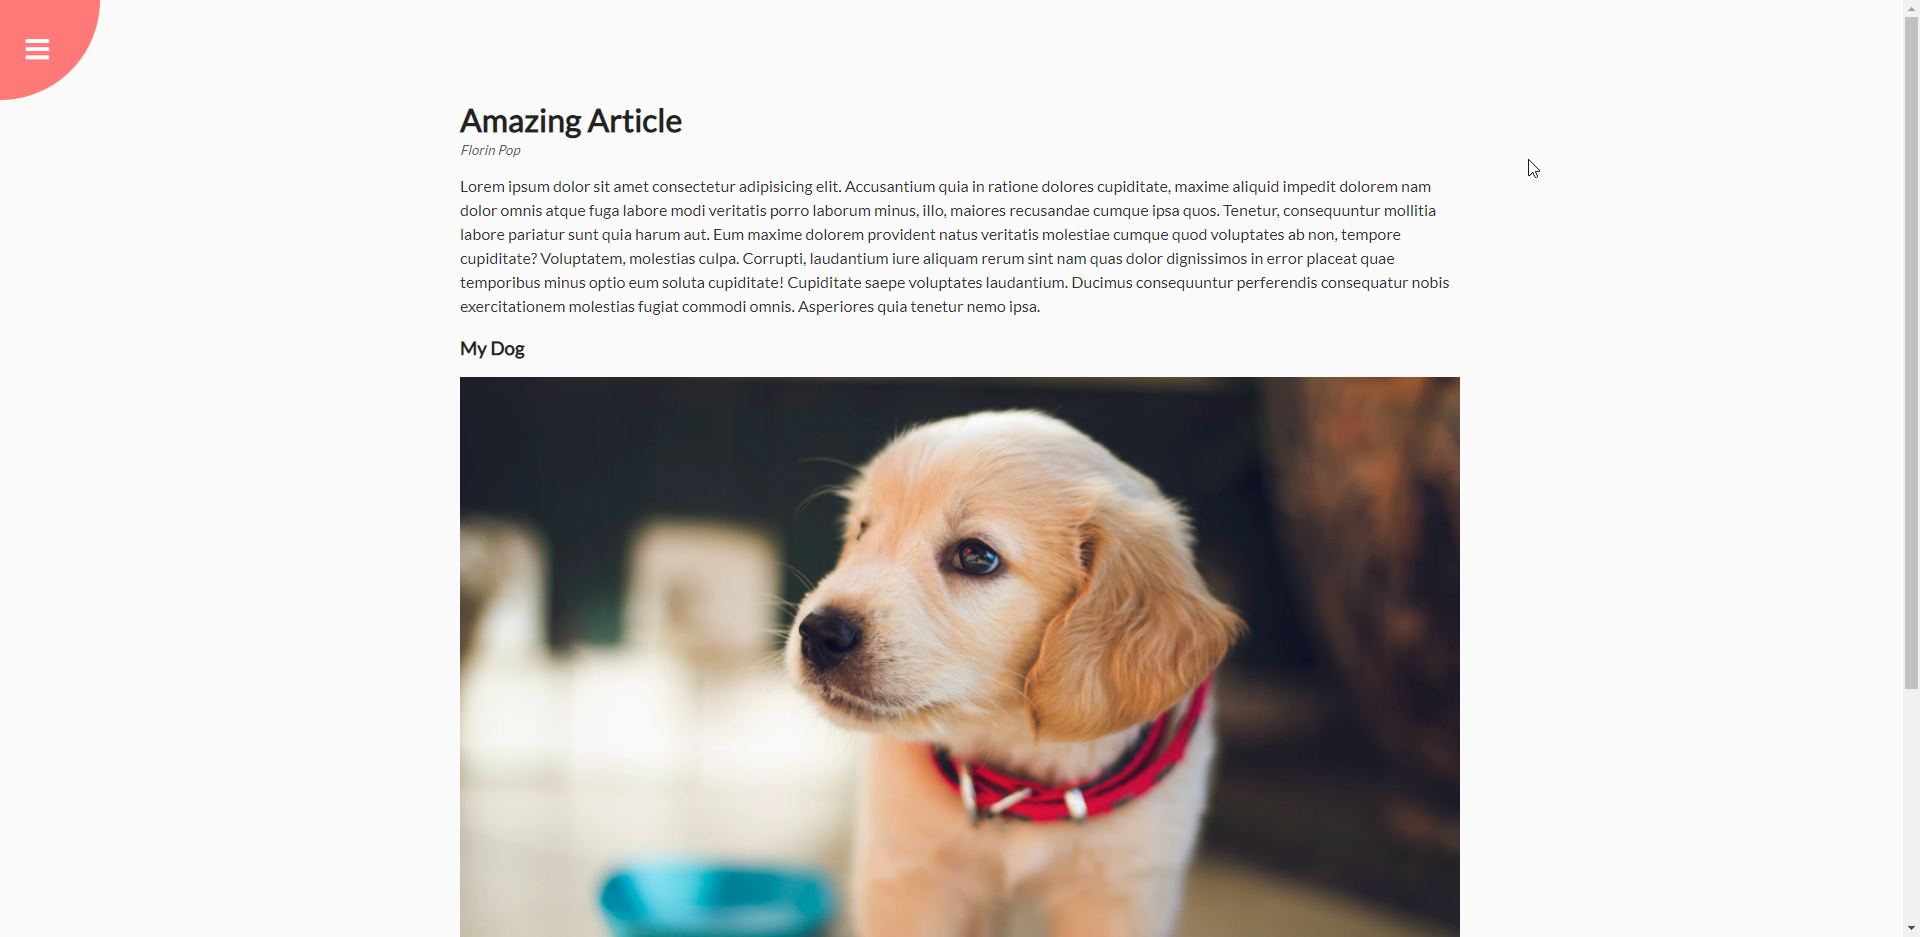 Amazing Article
Florin Pop
Lorem ipsum dolor sit amet consectetur adipisicing elit. Accusantium quia in ratione dolores cupiditate, maxime aliquid impedit dolorem nam
dolor omnis atque fuga labore modi veritatis porro laborum minus, illo, maiores recusandae cumque ipsa quos. Tenetur, consequuntur mollitia
labore pariatur sunt quia harum aut. Eum maxime dolorem provident natus veritatis molestiae cumque quod voluptates ab non, tempore
cupiditate? Voluptatem, molestias culpa. Corrupti, laudantium iure aliquam rerum sint nam quas dolor dignissimos in error placeat quae
temporibus minus optio eum soluta cupiditate! Cupiditate saepe voluptates laudantium. Ducimus consequuntur perferendis consequatur nobis
exercitationem molestias fugiat commodi omnis. Asperiores quia tenetur nemo ipsa.
My Dog